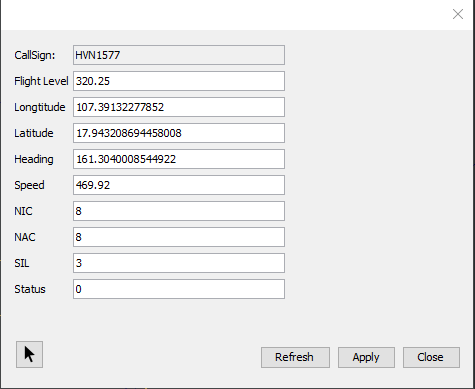 CallSign: HVN1577
Flight Level 320.25
Longtitude 107.39132277852
Latitude 17.943208694458008
Heading 161.3040008544922
Speed 469.92
NIC 8
NAC 8
SIL 3
Status 0
Refresh Apply Close